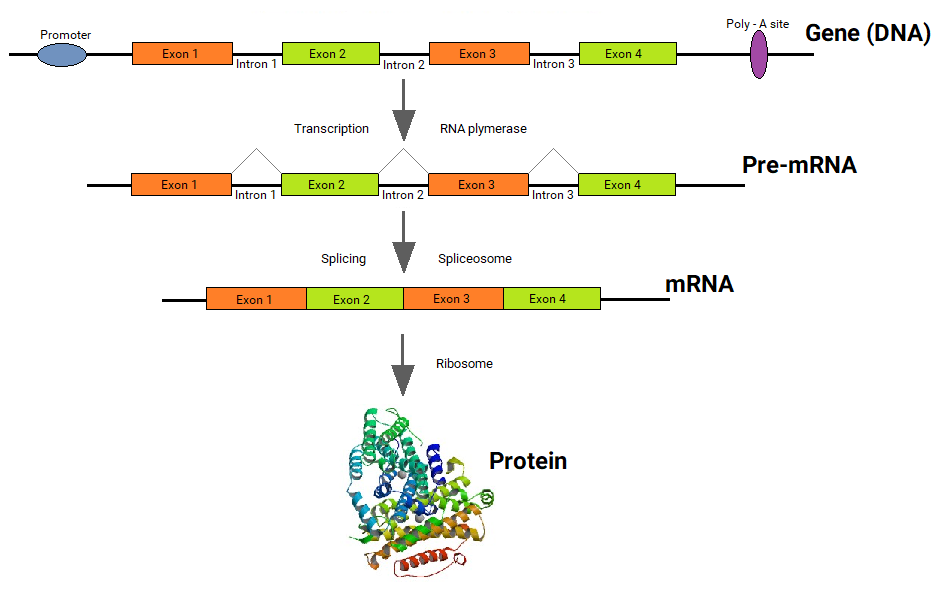 Promoter
Poly - A site
Gene (DNA)
Exon 1
Exon 2
Exon 3
Exon 4
Intron 1
Intron 2
Intron 3
Transcription
RNA plymerase
Pre-mRNA
Exon 1
Exon 2
Exon 3
Exon 4
Intron 1
Intron 2
Intron 3
Splicing
Spliceosome
mRNA
Exon 1
Exon 2
Exon 3
Exon 4
Ribosome
Protein